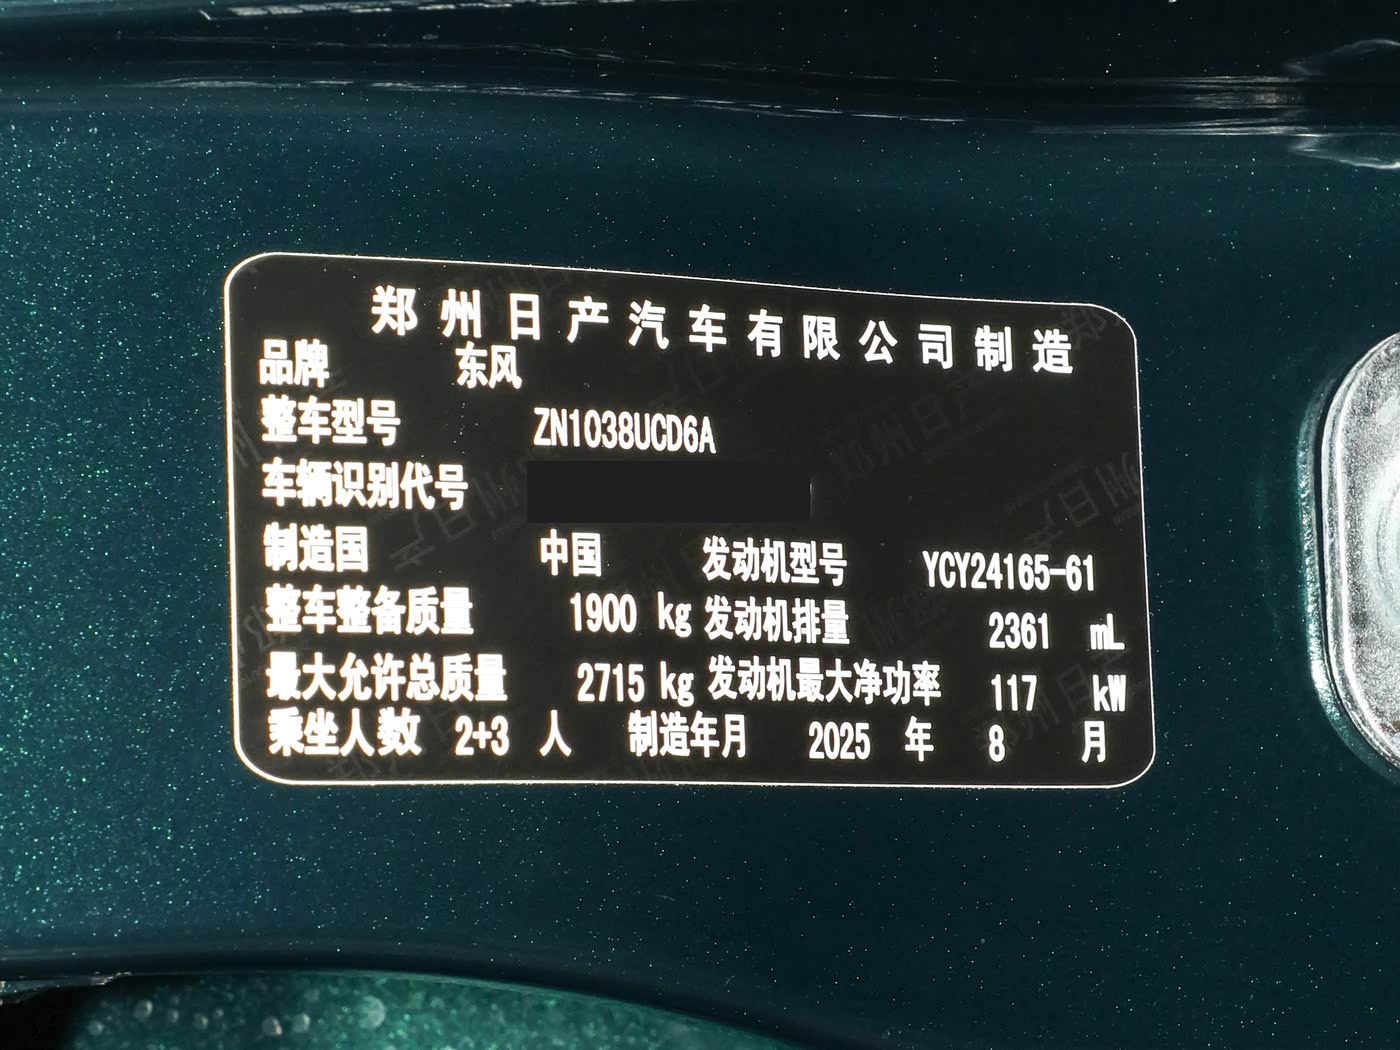 郑州日产汽车有限公司制造
品牌 东风
整车型号 ZN1038UCD6A
车辆识别代号
制造国 中国 发动机型号 YCY24165-61
整车整备质量 1900 kg 发动机排量 2361 mL
最大允许总质量 2715 kg 发动机最大净功率 117 kW
乘坐人数 2+3 人 制造年月 2025 年 8 月